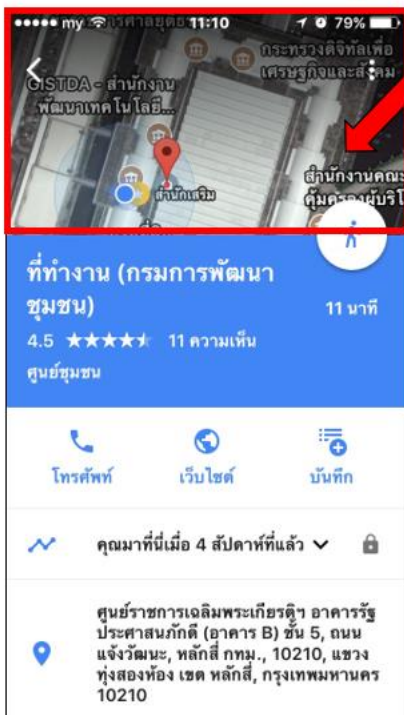 my 11:10 79%
กระทรวงดิจิทัลเพื่อ
เศรษฐกิจและสังคม
GISTDA - สำนักงาน
พัฒนาเทคโนโลยี...
สำนักงานคณะ
คุ้มครองผู้บริโ
สำนักเสริม
ที่ทำงาน (กรมการพัฒนา
ชุมชน)
11 นาที
4.5 ★★★★★ 11 ความเห็น
ศูนย์ชุมชน
โทรศัพท์ เว็บไซต์ บันทึก
คุณมาที่นี่เมื่อ 4 สัปดาห์ที่แล้ว
ศูนย์ราชการเฉลิมพระเกียรติฯ อาคารรัฐ
ประศาสนภักดี (อาคาร B) ชั้น 5, ถนน
แจ้งวัฒนะ, หลักสี่ กทม., 10210, แขวง
ทุ่งสองห้อง เขต หลักสี่, กรุงเทพมหานคร
10210